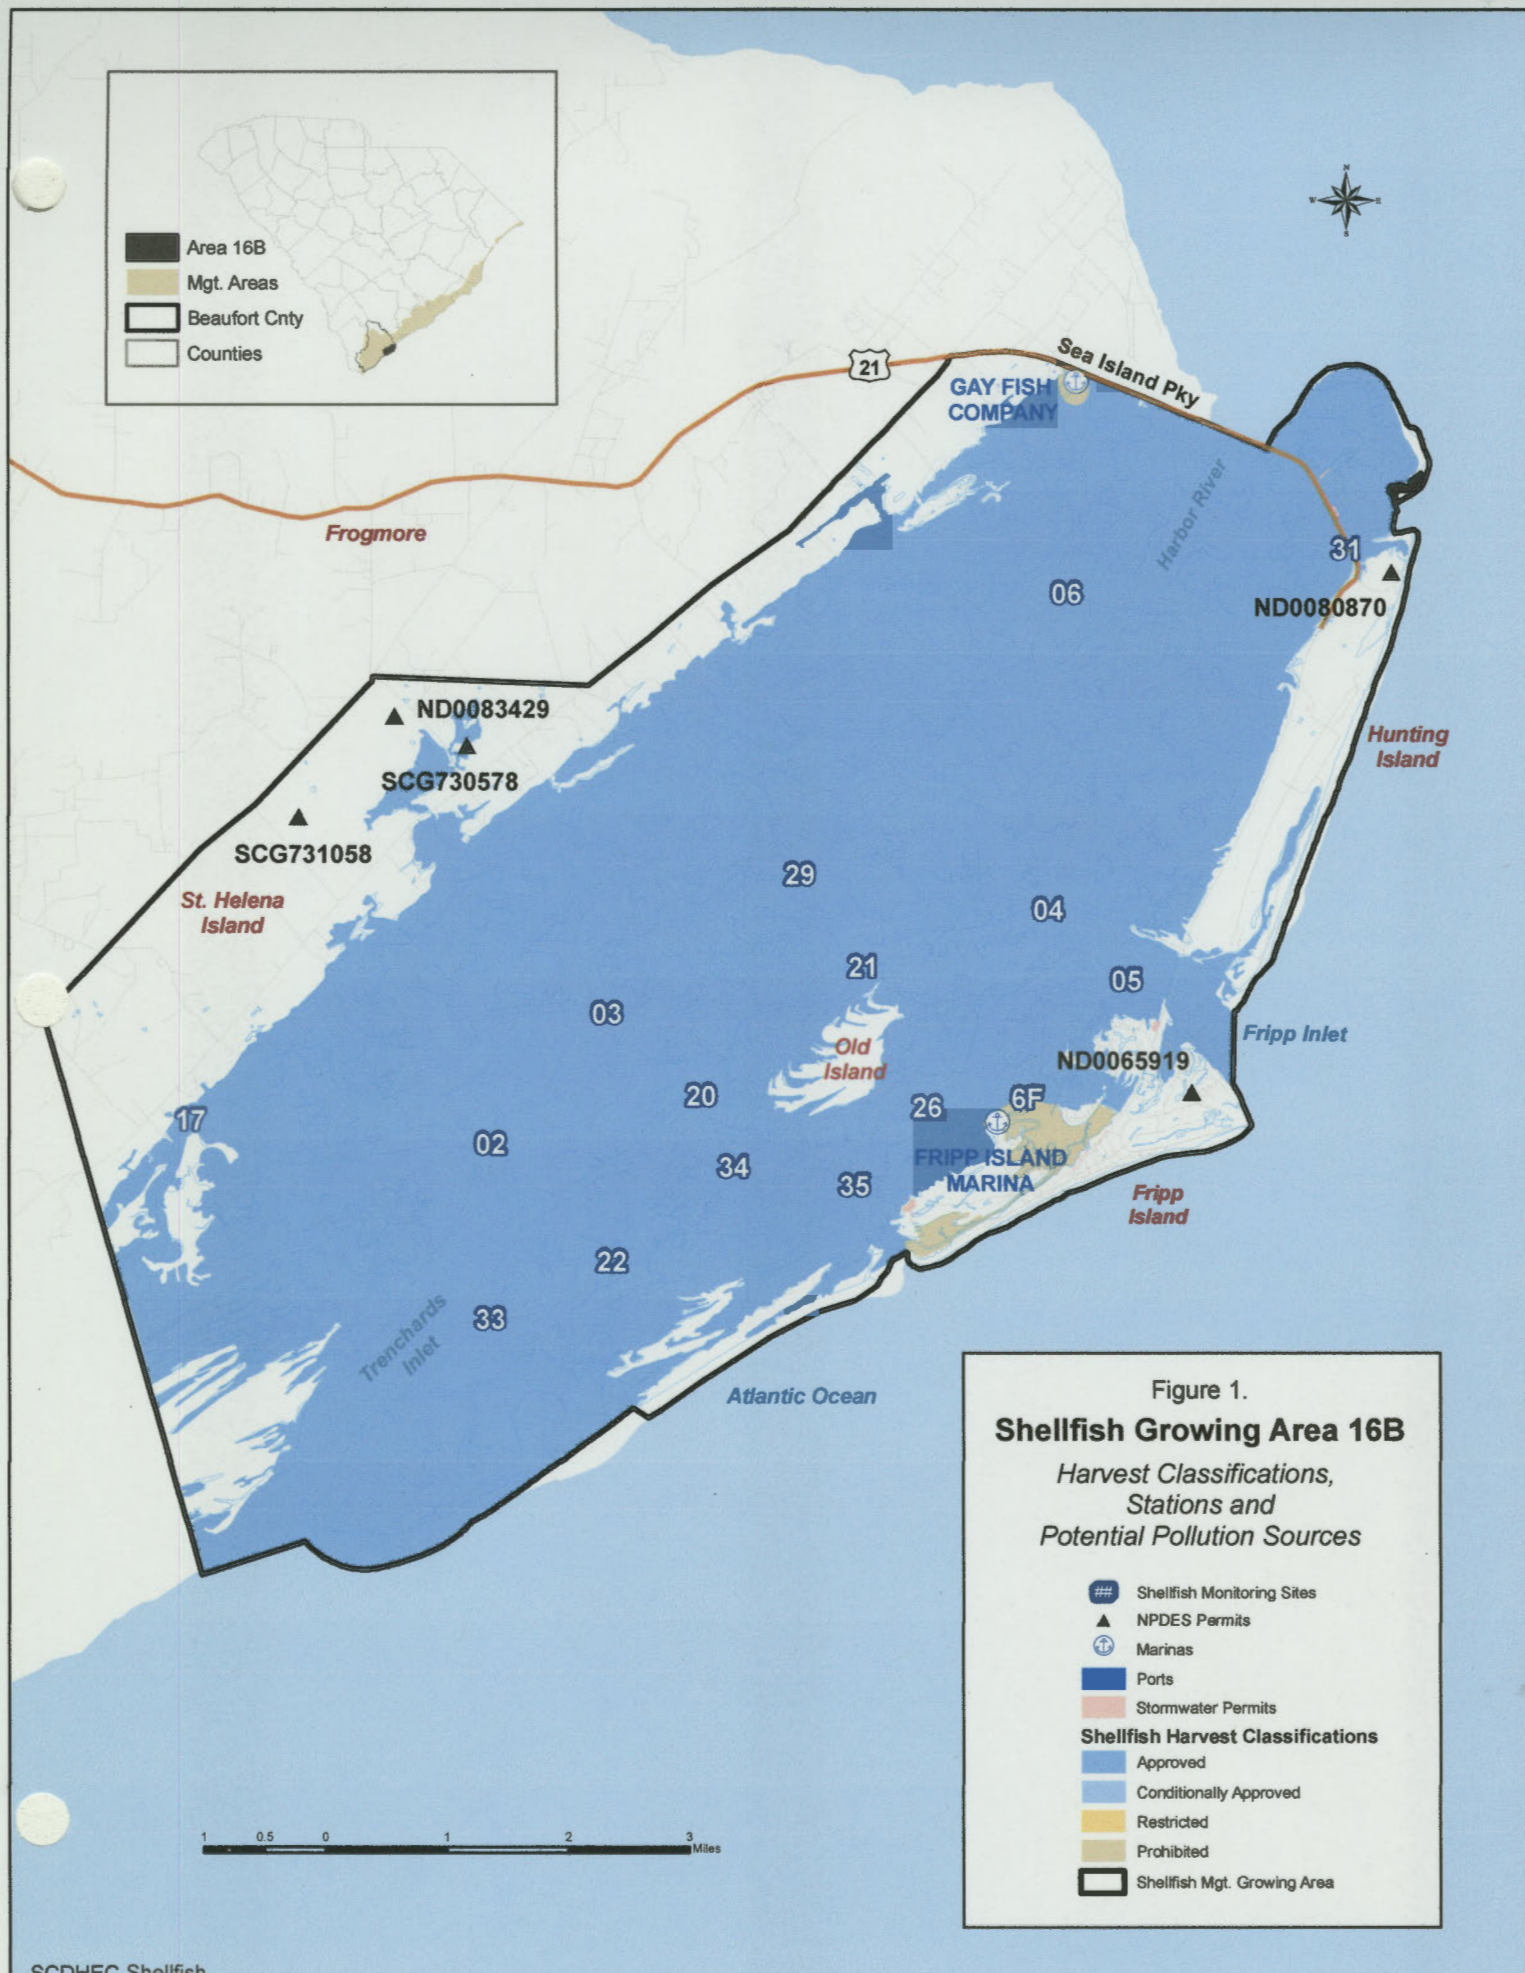 Area 16B
Mgt. Areas
Beaufort Cnty
Counties
N
W
E
S
21
Sea Island Pky
GAY FISH
COMPANY
Harbor River
Frogmore
31
06
ND0080870
ND0083429
SCG730578
SCG731058
Hunting
Island
St. Helena
Island
29
04
21
05
03
Old
Island
Fripp Inlet
ND0065919
20
26
6F
17
02
34
35
FRIPP ISLAND
MARINA
Fripp
Island
22
33
Trenchards
Inlet
Atlantic Ocean
Figure 1.
Shellfish Growing Area 16B
Harvest Classifications,
Stations and
Potential Pollution Sources
## Shellfish Monitoring Sites
NPDES Permits
Marinas
Ports
Stormwater Permits
Shellfish Harvest Classifications
Approved
Conditionally Approved
Restricted
Prohibited
Shellfish Mgt. Growing Area
1 0.5 0 1 2 3
Miles
SCDHEC Shellfish